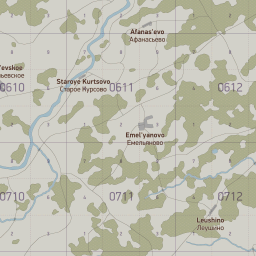 Afanas'evo
Афанасьево
Staroye Kurtsovo
Старое Курсово
0610
0611
0612
Emel'yanovo
Емельяново
0710
0711
0712
Leushino
Леушино